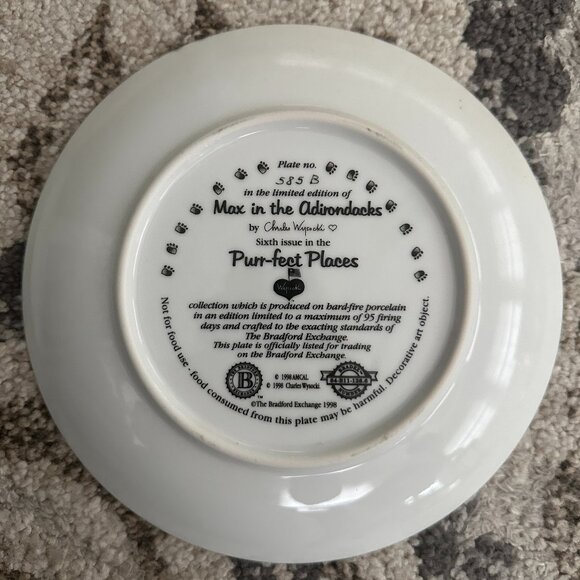 Plate no.
585 B
in the limited edition of
Max in the Adirondacks
by Charles Wysocki ♡
Sixth issue in the
Purr-fect Places
Wysocki
collection which is produced on hard-fire porcelain
in an edition limited to a maximum of 95 firing
days and crafted to the exacting standards of
The Bradford Exchange.
This plate is officially listed for trading
on the Bradford Exchange.
B
© 1998 AMCAL
© 1998 Charles Wysocki
™
©The Bradford Exchange 1998
Not for food use - food consumed from this plate may be harmful. Decorative art object.